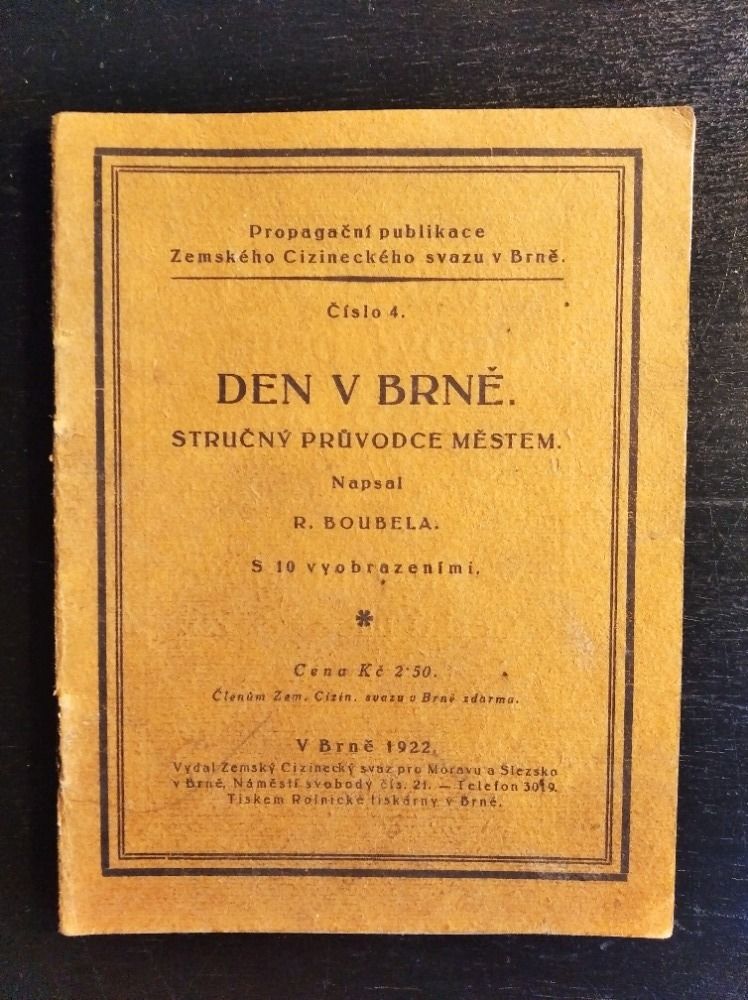 Propagační publikace
Zemského Cizineckého svazu v Brně.
Číslo 4.
DEN V BRNĚ.
STRUČNÝ PRŮVODCE MĚSTEM.
Napsal
R. BOUBELA.
S 10 vyobrazeními.
*
Cena Kč 2·50.
Členům Zem. Cizin. svazu v Brně zdarma.
V Brně 1922.
Vydal Zemský Cizinecký svaz pro Moravu a Slezsko
v Brně, Náměstí svobody čís. 21. — Telefon 3019.
Tiskem Rolnické tiskárny v Brně.